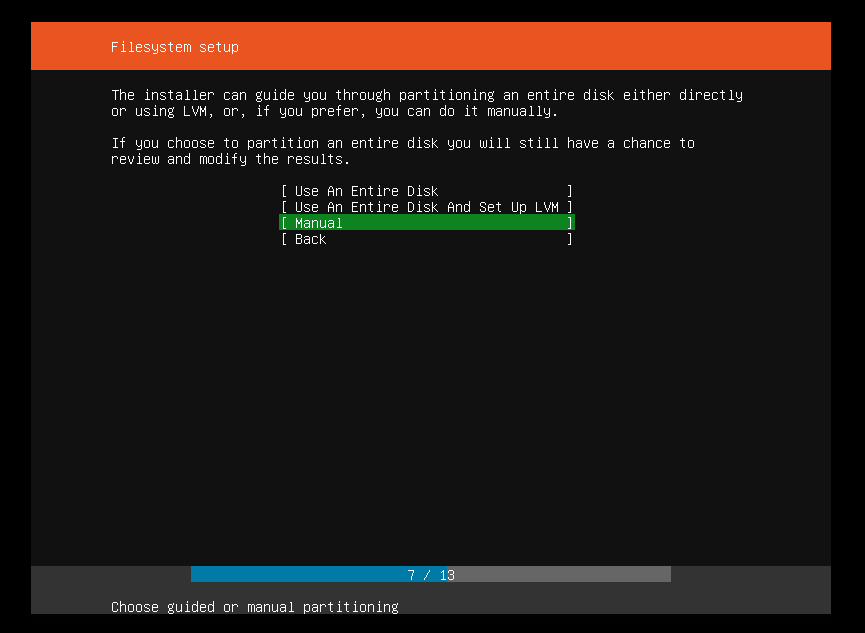 Filesystem setup
The installer can guide you through partitioning an entire disk either directly
or using LVM, or, if you prefer, you can do it manually.
If you choose to partition an entire disk you will still have a chance to
review and modify the results.
[ Use An Entire Disk ]
[ Use An Entire Disk And Set Up LVM ]
[ Manual ]
[ Back ]
7 / 13
Choose guided or manual partitioning